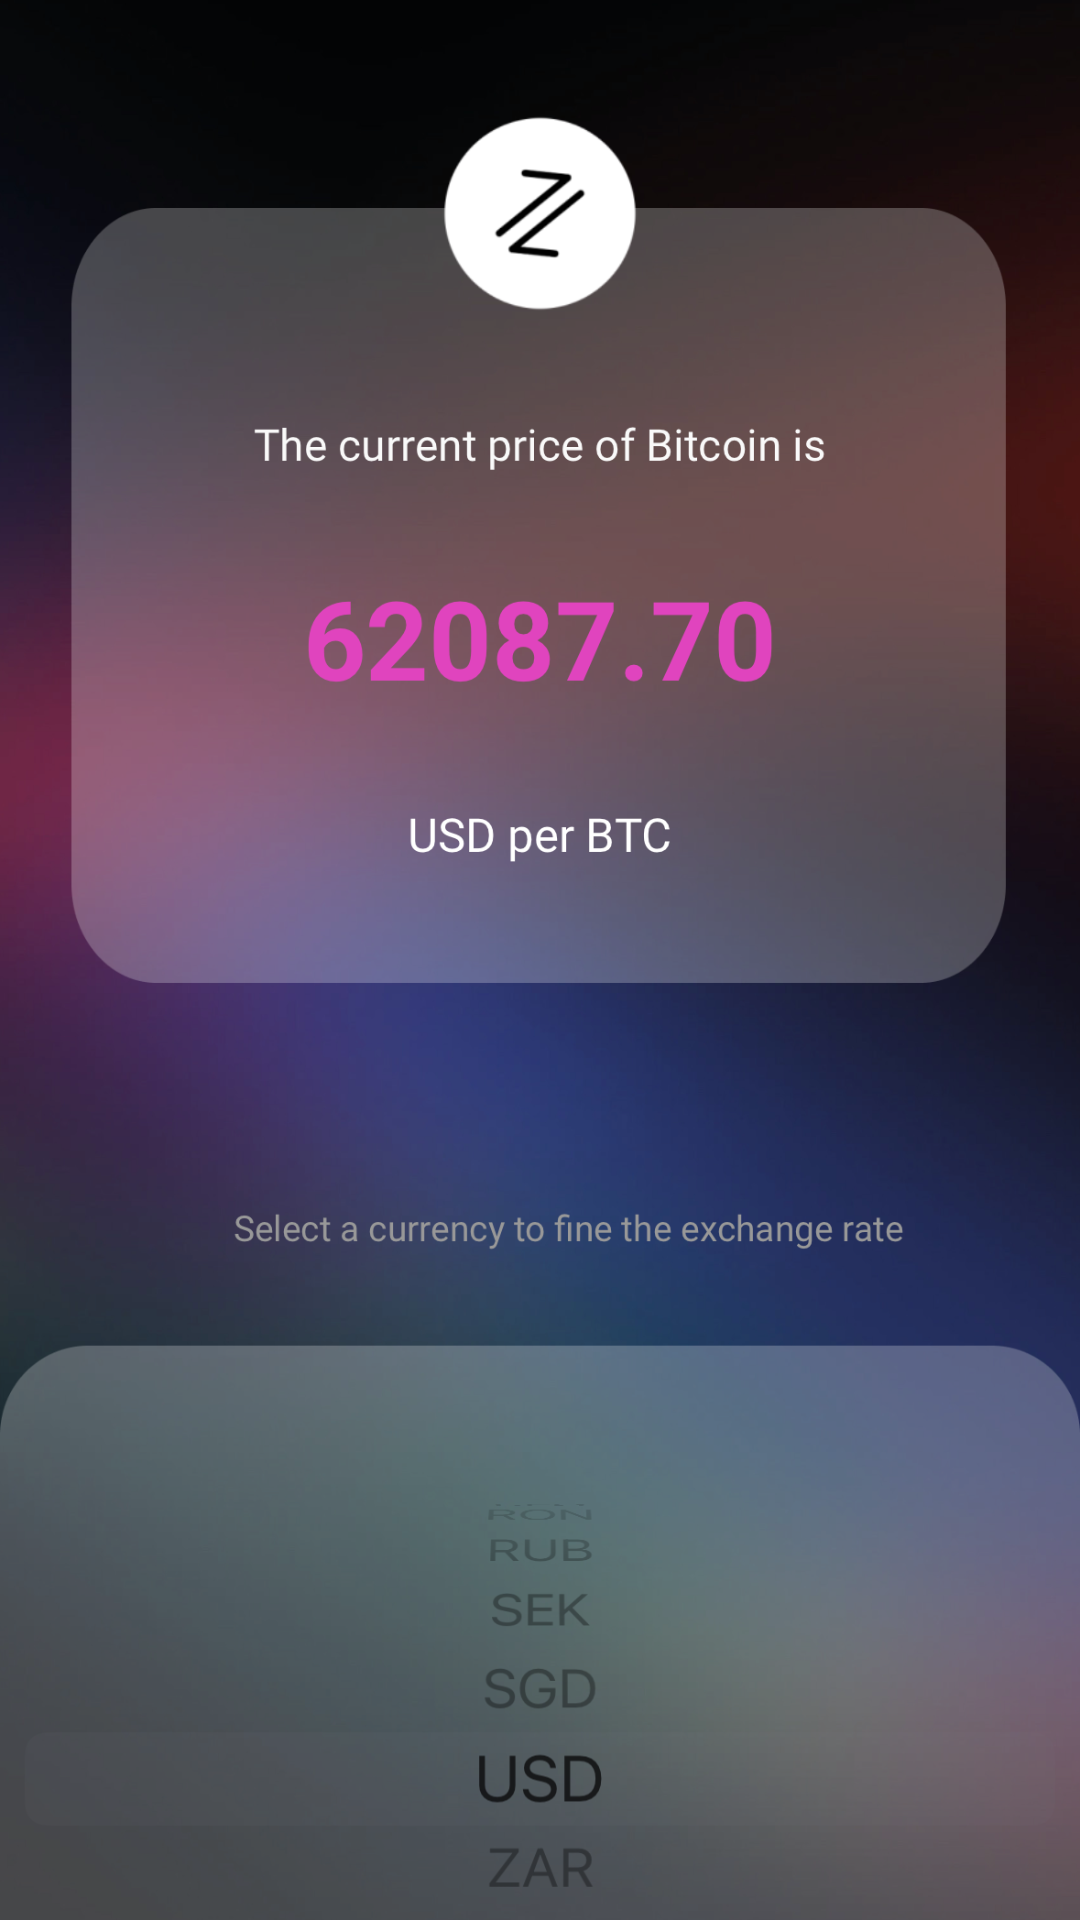 The current price of Bitcoin is
62087.70
USD per BTC
Select a currency to fine the exchange rate
RON
RUB
SEK
SGD
USD
ZAR